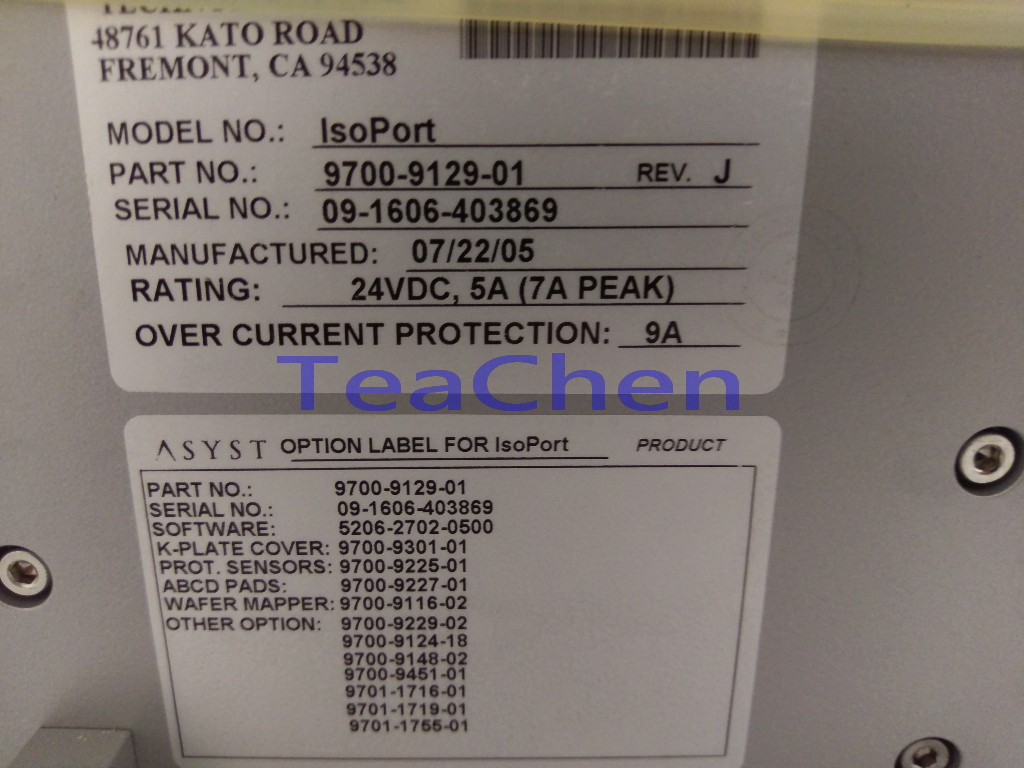 48761 KATO ROAD
FREMONT, CA 94538
MODEL NO.: IsoPort
PART NO.: 9700-9129-01 REV. J
SERIAL NO.: 09-1606-403869
MANUFACTURED: 07/22/05
RATING: 24VDC, 5A (7A PEAK)
OVER CURRENT PROTECTION: 9A
TeaChen
ASYST OPTION LABEL FOR IsoPort PRODUCT
PART NO.: 9700-9129-01
SERIAL NO.: 09-1606-403869
SOFTWARE: 5206-2702-0500
K-PLATE COVER: 9700-9301-01
PROT. SENSORS: 9700-9225-01
ABCD PADS: 9700-9227-01
WAFER MAPPER: 9700-9116-02
OTHER OPTION: 9700-9229-02
9700-9124-18
9700-9148-02
9700-9451-01
9701-1716-01
9701-1719-01
9701-1755-01